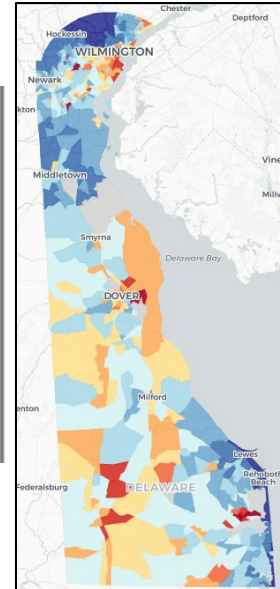 Chester
Hockessin
Deptford
WILMINGTON
Newark
kton
Vine
Middletown
Millv
Smyrna
Delaware Bay
DOVER
Milford
enton
Lewes
Rehoboth
Beach
Federalsburg
DELAWARE